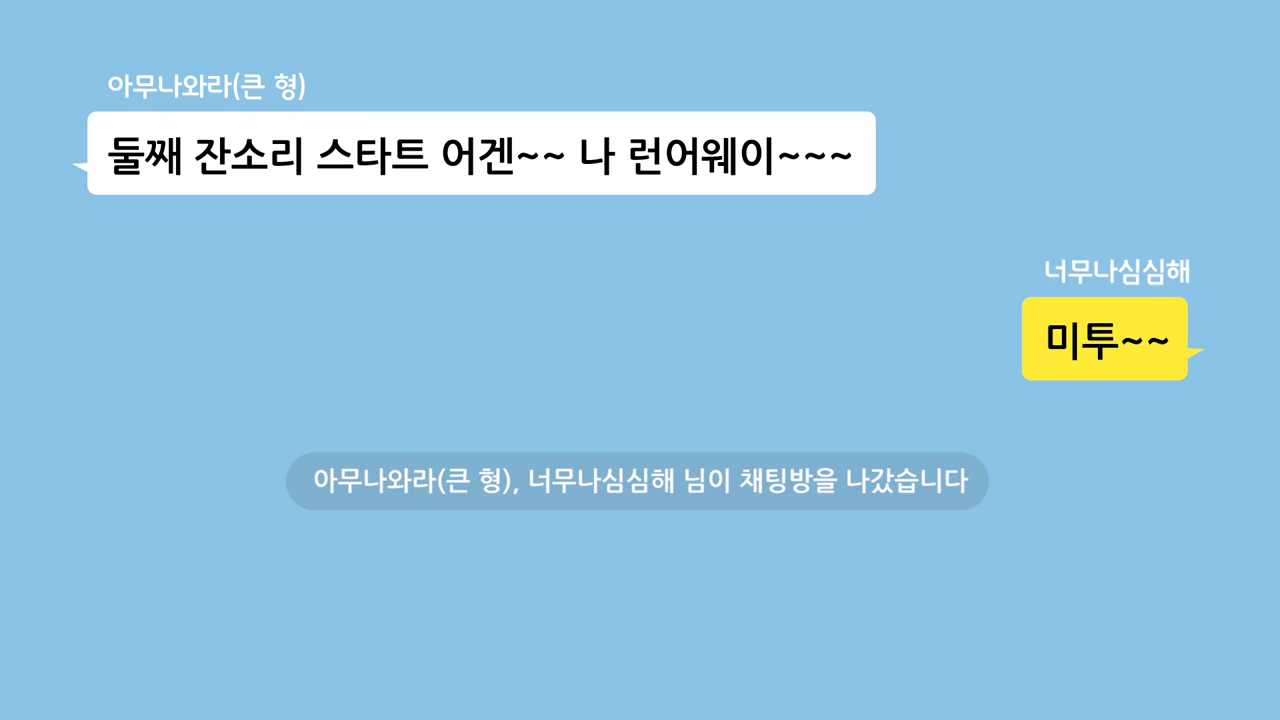 아무나와라(큰 형)
둘째 잔소리 스타트 어겐~~ 나 런어웨이~~~
너무나심심해
미투~~
아무나와라(큰 형), 너무나심심해 님이 채팅방을 나갔습니다